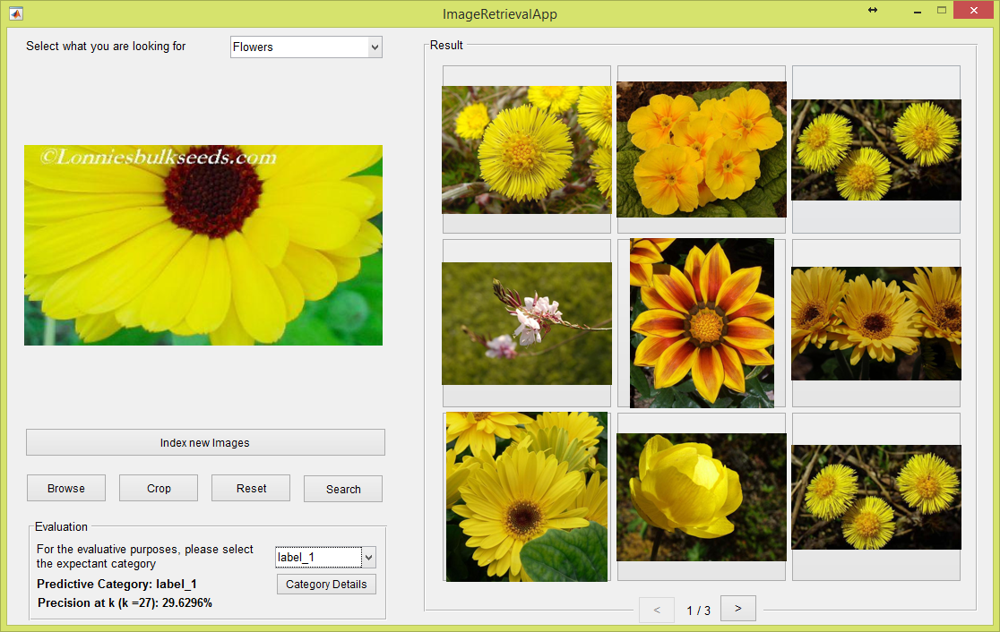 ImageRetrievalApp
Select what you are looking for
Flowers
©Lonniesbulkseeds.com
Index new Images
Browse
Crop
Reset
Search
Evaluation
For the evaluative purposes, please select
the expectant category
label_1
Predictive Category: label_1
Category Details
Precision at k (k =27): 29.6296%
Result
<
1 / 3
>